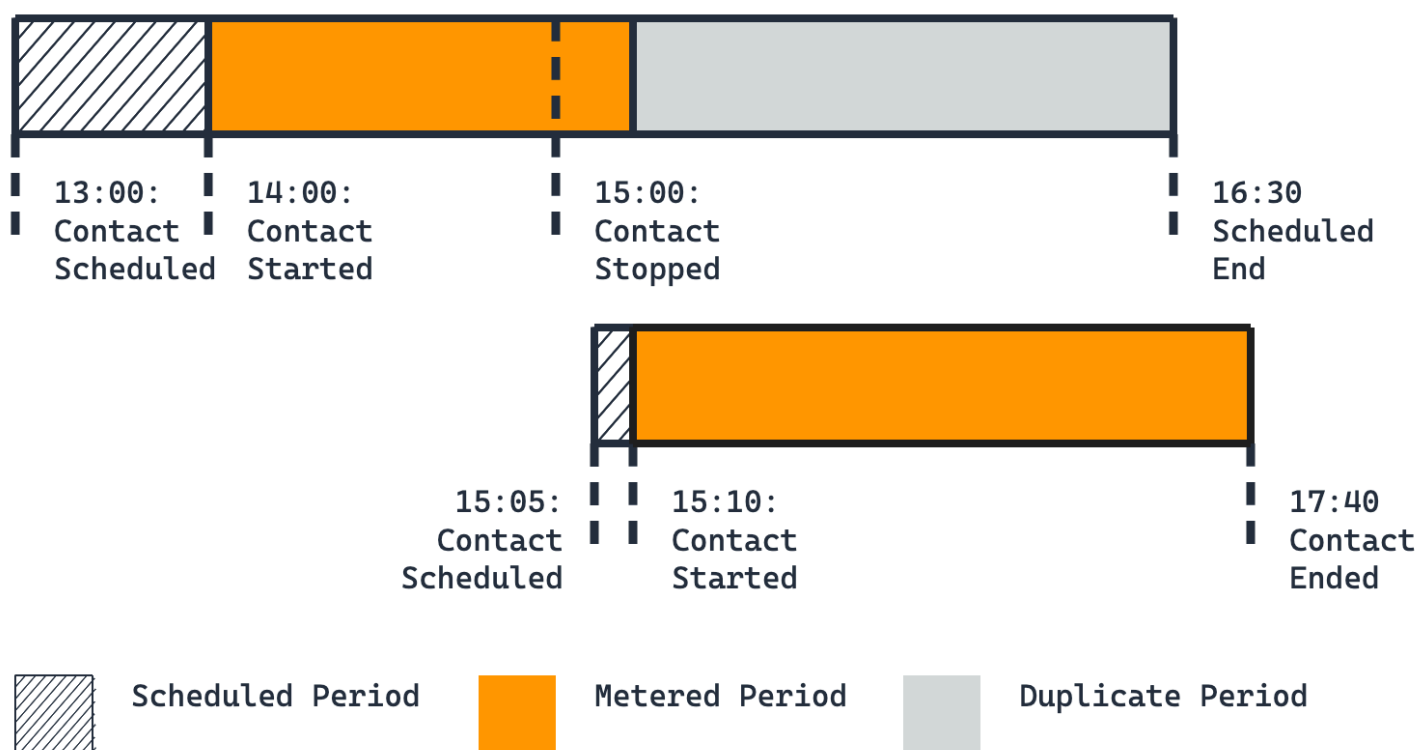 13:00:
Contact
Scheduled
14:00:
Contact
Started
15:00:
Contact
Stopped
16:30
Scheduled
End
15:05:
Contact
Scheduled
15:10:
Contact
Started
17:40
Contact
Ended
Scheduled Period
Metered Period
Duplicate Period